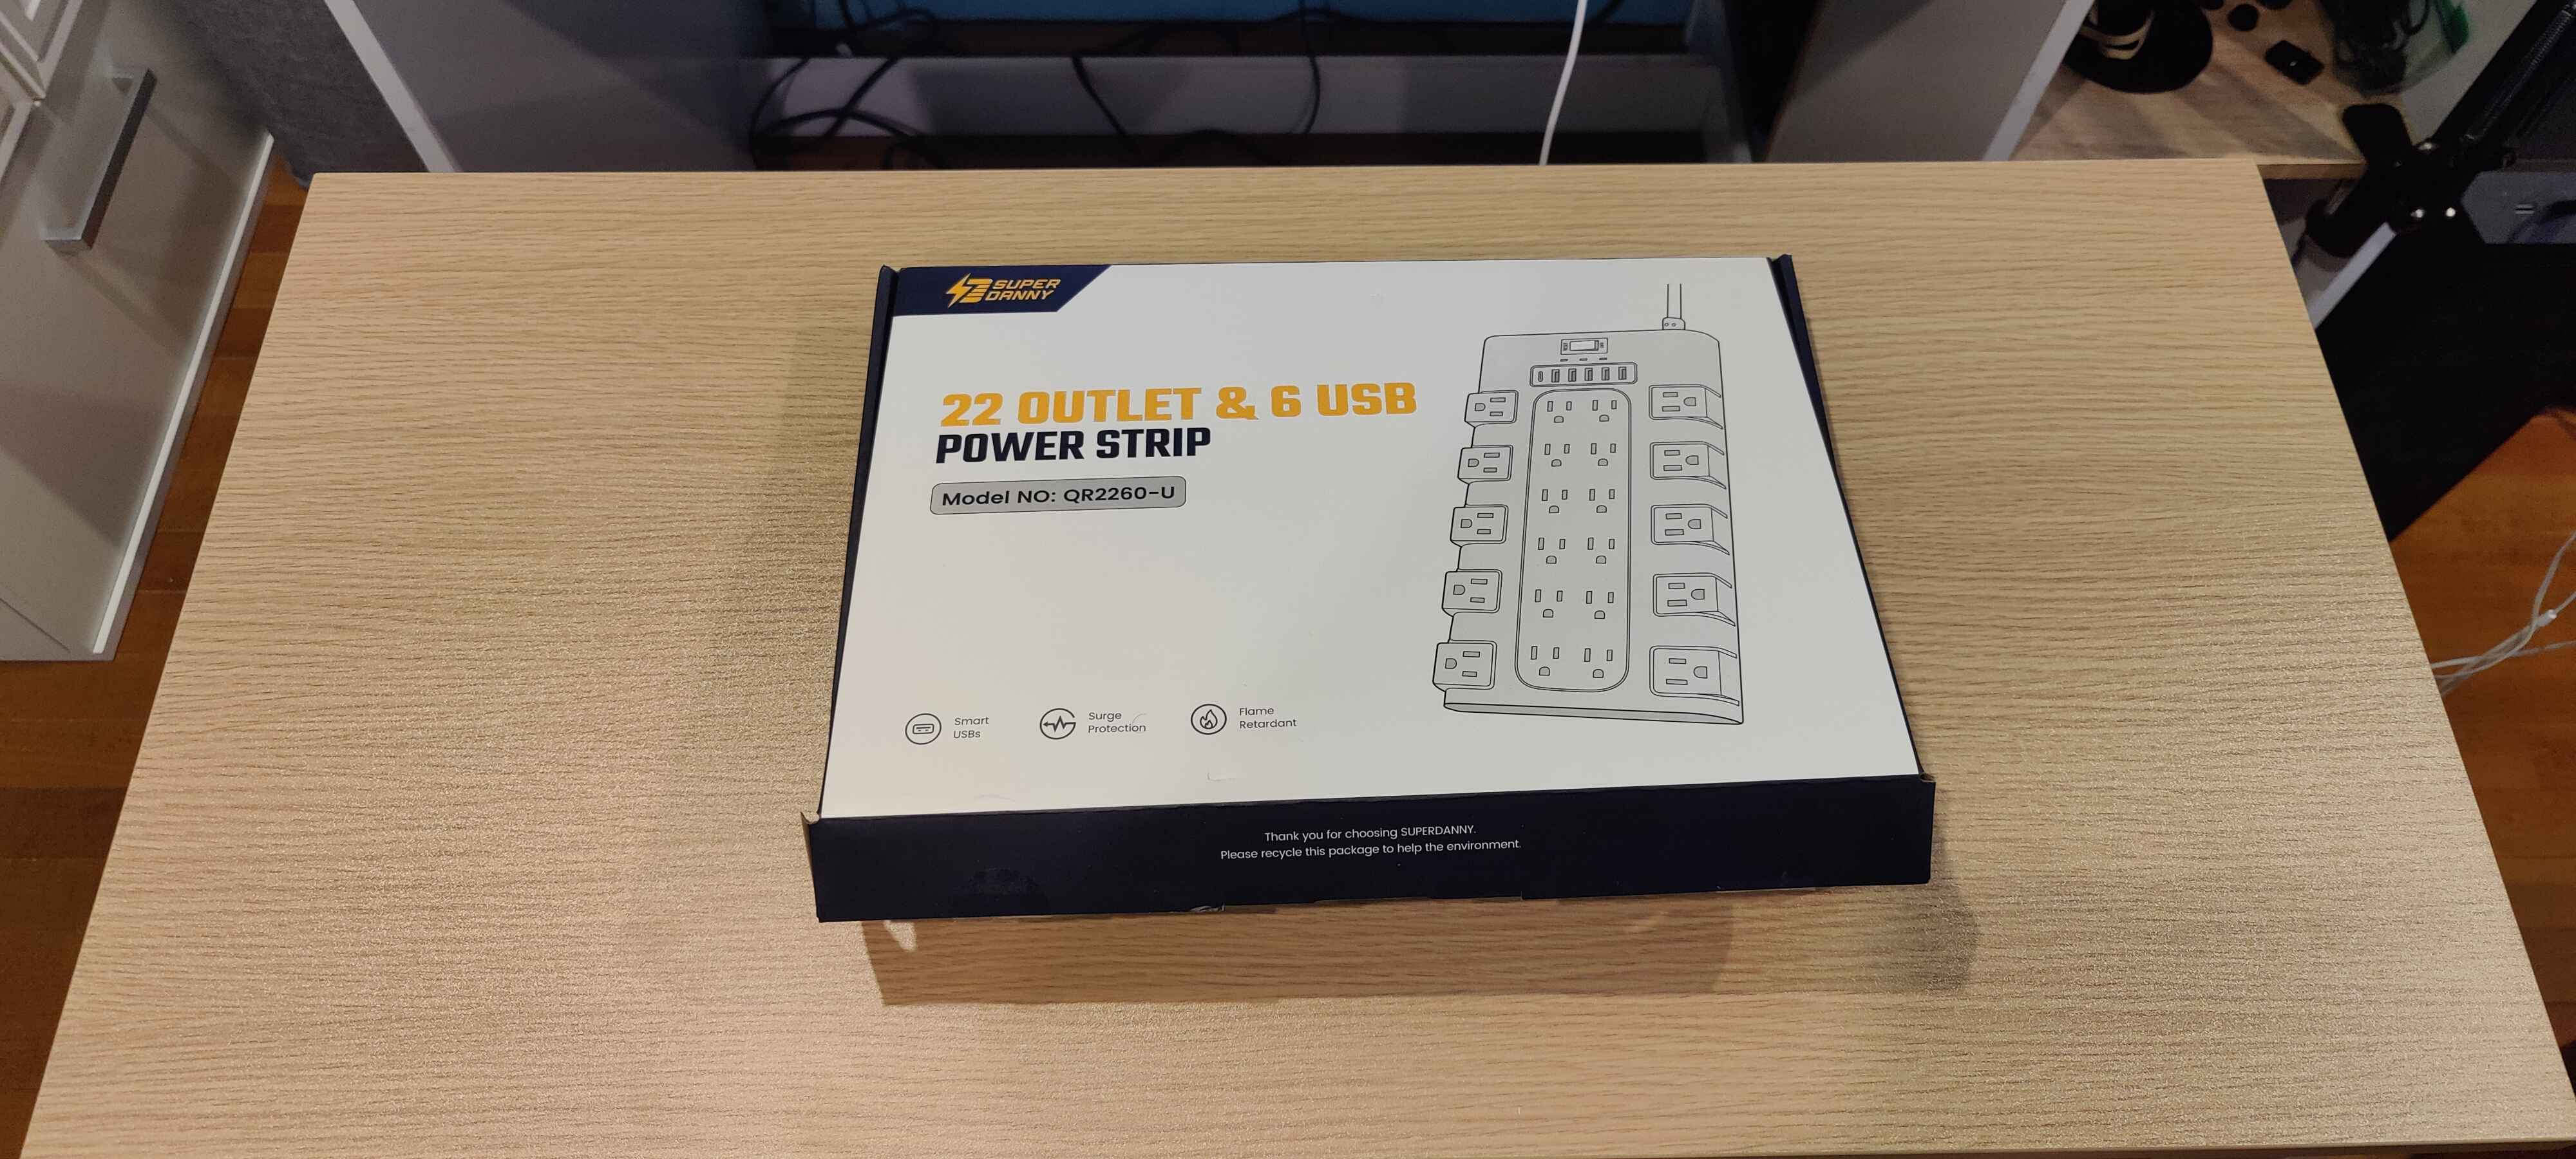 SUPER
DANNY
22 OUTLET & 6 USB
POWER STRIP
Model NO: QR2260-U
Smart
USBs
Surge
Protection
Flame
Retardant
Thank you for choosing SUPERDANNY.
Please recycle this package to help the environment.